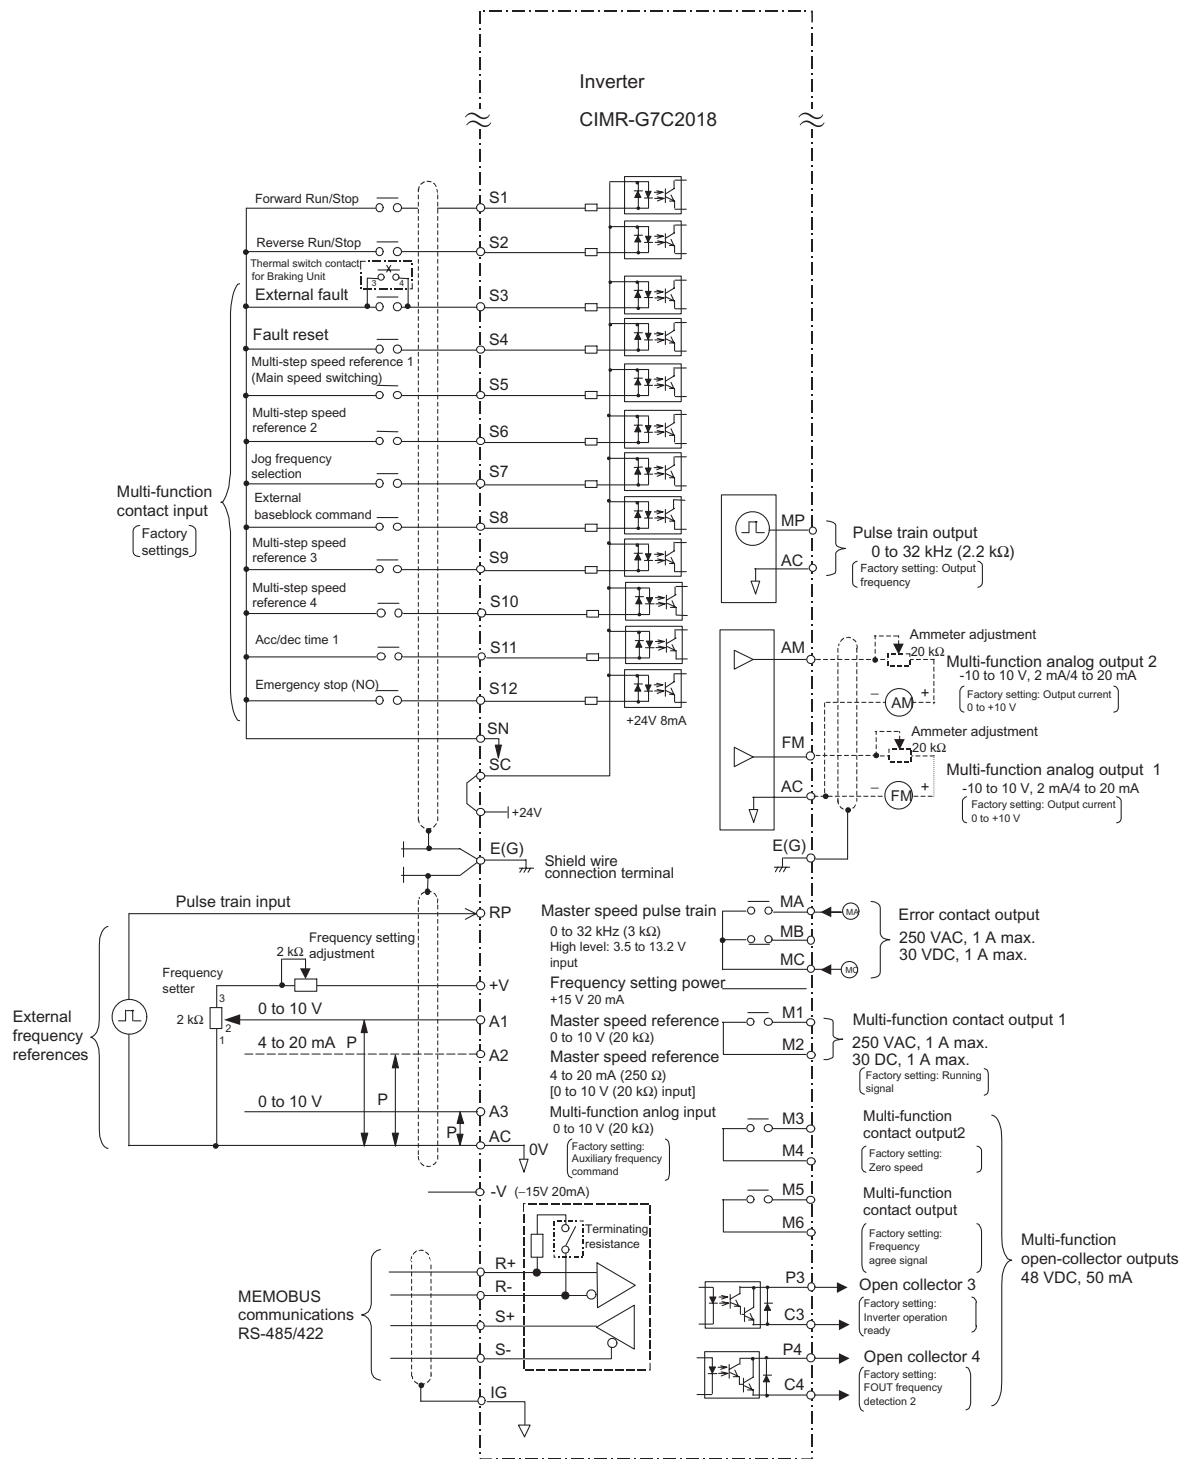 Inverter
CIMR-G7C2018
Forward Run/Stop
S1
Reverse Run/Stop
S2
Thermal switch contact
for Braking Unit
3 4
External fault
S3
Fault reset
S4
Multi-step speed reference 1
(Main speed switching)
S5
Multi-step speed
reference 2
S6
Jog frequency
selection
S7
External
baseblock command
S8
Multi-step speed
reference 3
S9
Multi-step speed
reference 4
S10
Acc/dec time 1
S11
Emergency stop (NO)
S12
+24V 8mA
SN
SC
+24V
Multi-function
contact input
Factory
settings
E(G)
Shield wire
connection terminal
MP
AC
Pulse train output
0 to 32 kHz (2.2 kΩ)
Factory setting: Output
frequency
AM
Ammeter adjustment
20 kΩ
Multi-function analog output 2
-10 to 10 V, 2 mA/4 to 20 mA
Factory setting: Output current
0 to +10 V
− AM +
FM
Ammeter adjustment
20 kΩ
Multi-function analog output 1
-10 to 10 V, 2 mA/4 to 20 mA
Factory setting: Output current
0 to +10 V
AC
− FM +
E(G)
Pulse train input
RP
Master speed pulse train
0 to 32 kHz (3 kΩ)
High level: 3.5 to 13.2 V
input
Frequency setting
adjustment
2 kΩ
+V
Frequency setting power
+15 V 20 mA
Frequency
setter
3
2 kΩ
2
1
0 to 10 V
A1
Master speed reference
0 to 10 V (20 kΩ)
4 to 20 mA
P
A2
Master speed reference
4 to 20 mA (250 Ω)
[0 to 10 V (20 kΩ) input]
P
0 to 10 V
A3
Multi-function anlog input
0 to 10 V (20 kΩ)
Factory setting:
Auxiliary frequency
command
P
AC
0V
External
frequency
references
-V
(−15V 20mA)
Terminating
resistance
R+
R-
S+
S-
IG
MEMOBUS
communications
RS-485/422
MA
MA
MB
MC
MC
Error contact output
250 VAC, 1 A max.
30 VDC, 1 A max.
M1
M2
Multi-function contact output 1
250 VAC, 1 A max.
30 DC, 1 A max.
Factory setting: Running
signal
M3
M4
Multi-function
contact output2
Factory setting:
Zero speed
M5
M6
Multi-function
contact output
Factory setting:
Frequency
agree signal
P3
C3
Open collector 3
Factory setting:
Inverter operation
ready
P4
C4
Open collector 4
Factory setting:
FOUT frequency
detection 2
Multi-function
open-collector outputs
48 VDC, 50 mA